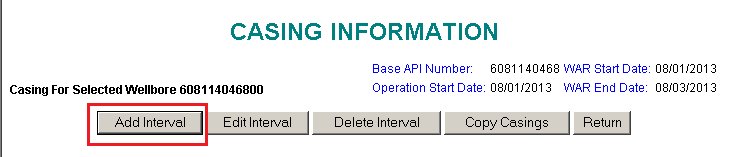 CASING INFORMATION
Base API Number: 6081140468 WAR Start Date: 08/01/2013
Casing For Selected Wellbore 608114046800 Operation Start Date: 08/01/2013 WAR End Date: 08/03/2013
Add Interval Edit Interval Delete Interval Copy Casings Return